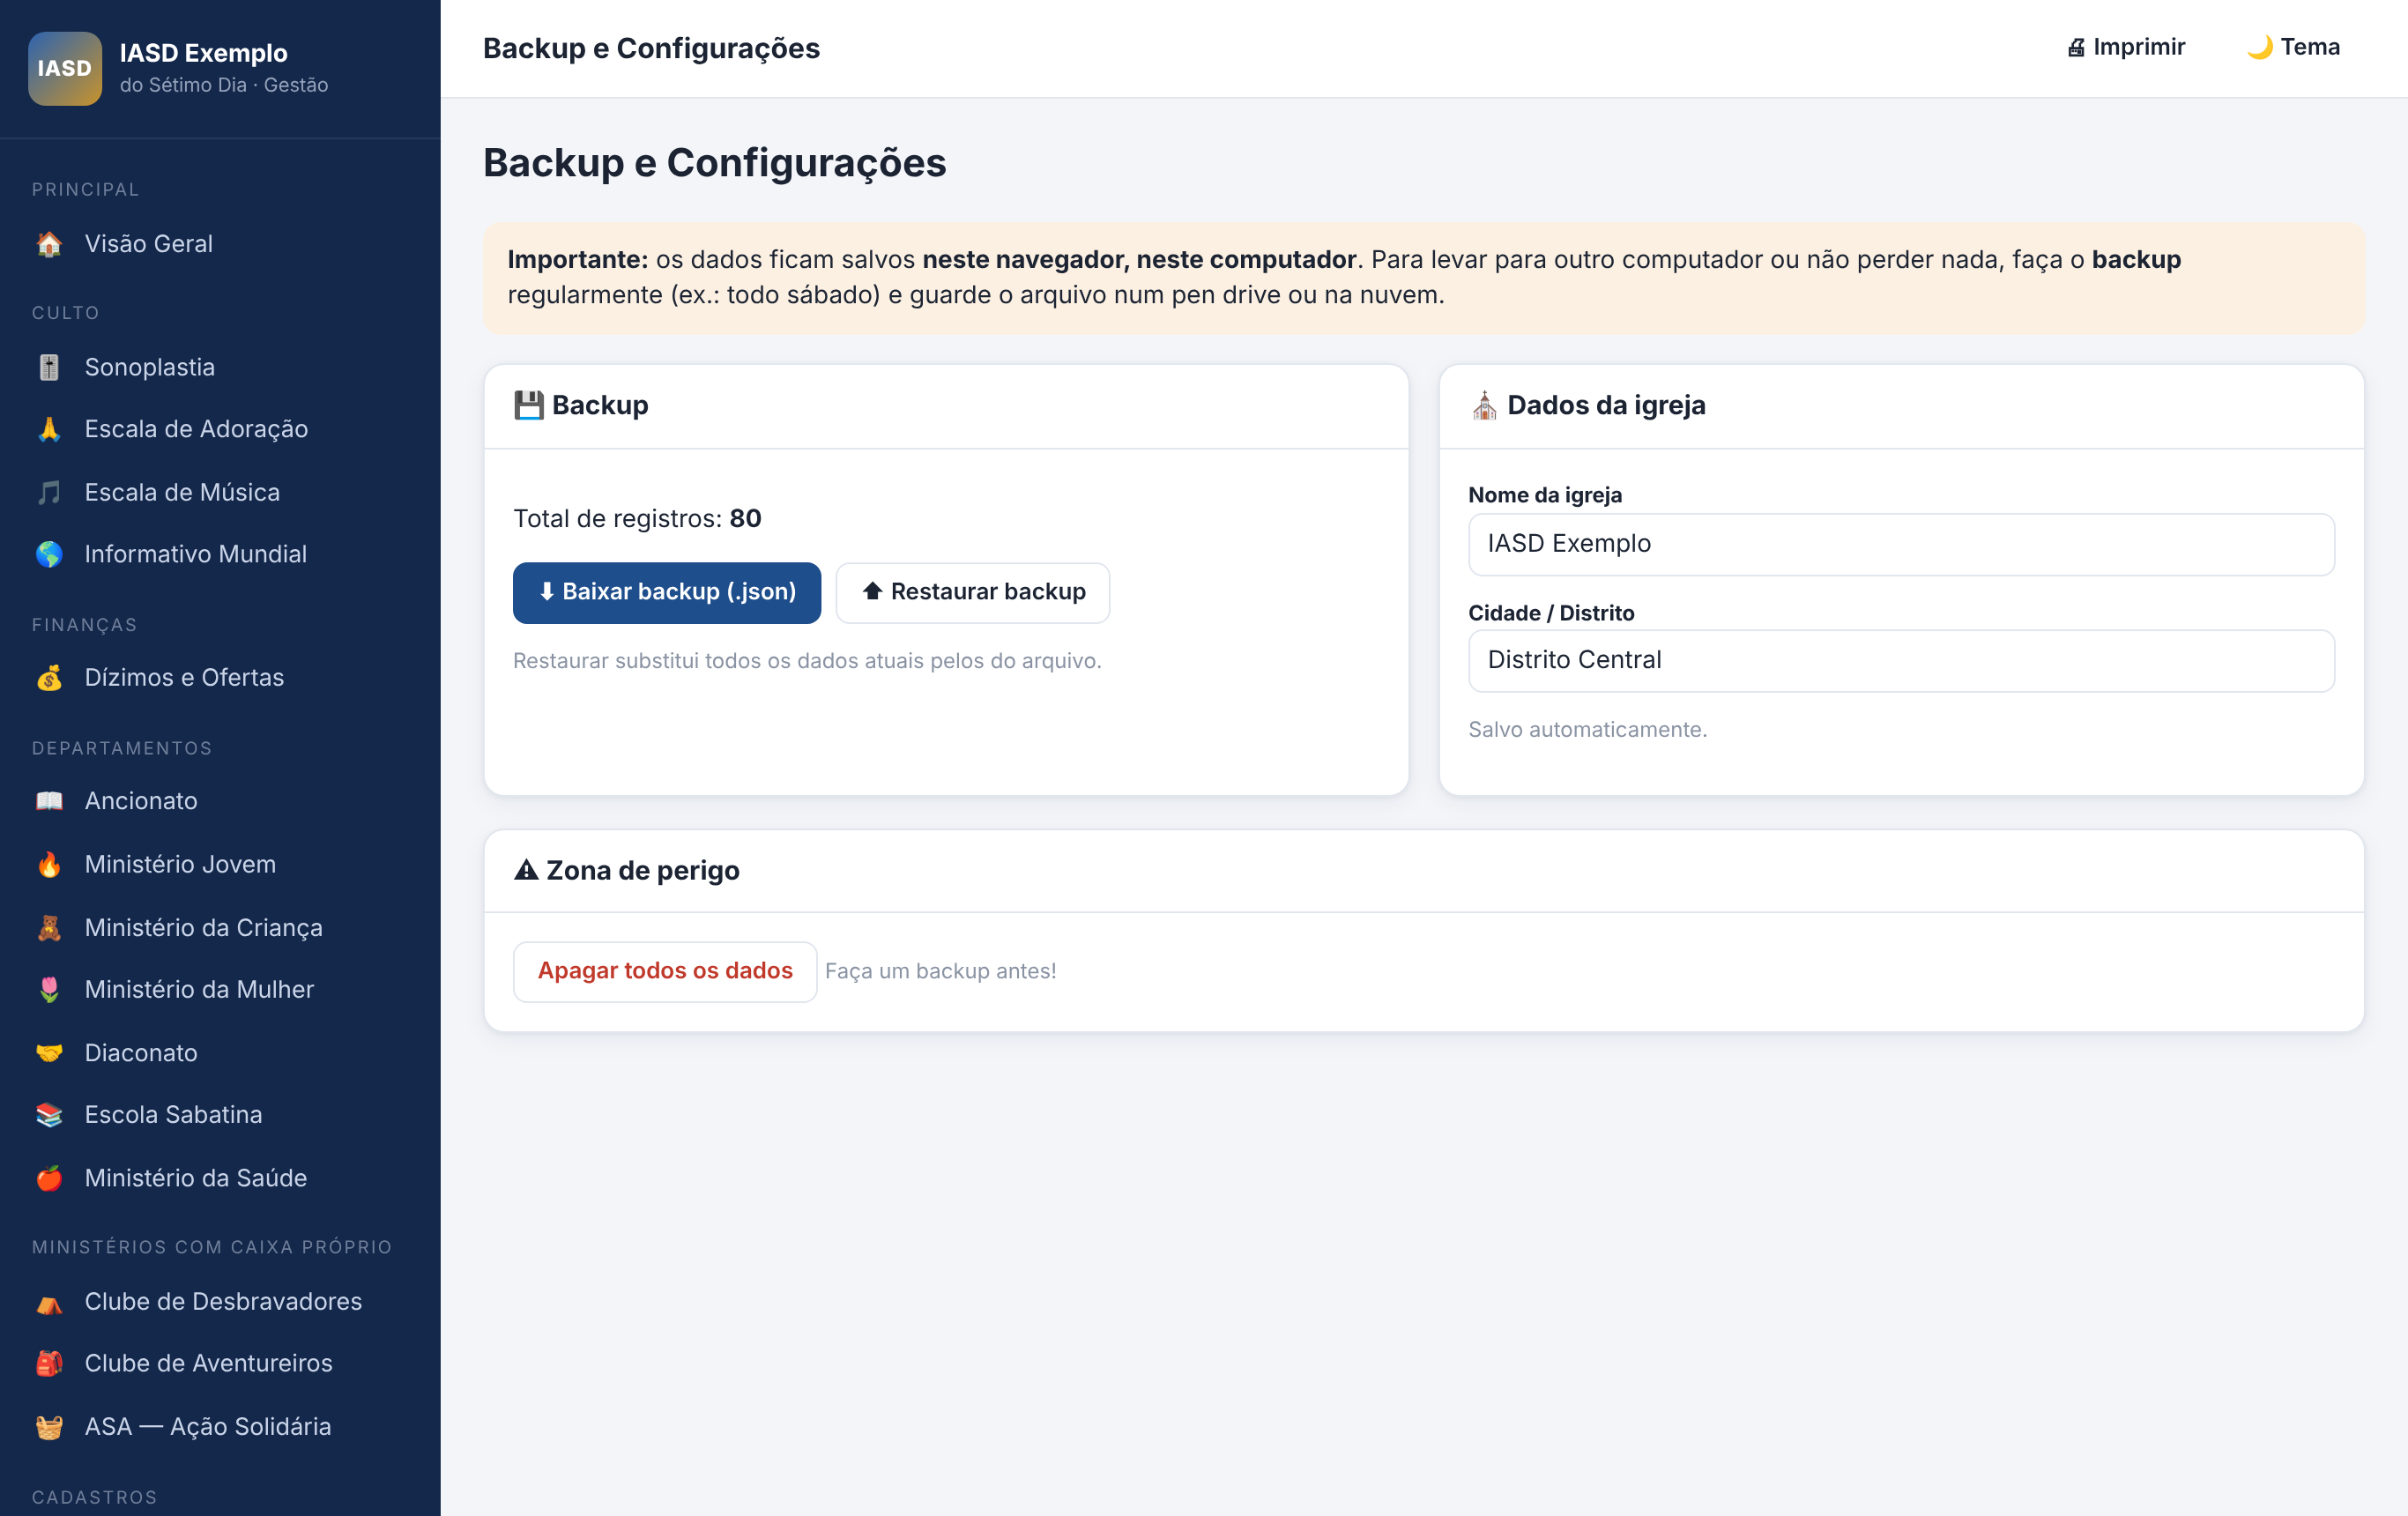 IASD
IASD Exemplo
do Sétimo Dia · Gestão
PRINCIPAL
Visão Geral
CULTO
Sonoplastia
Escala de Adoração
Escala de Música
Informativo Mundial
FINANÇAS
Dízimos e Ofertas
DEPARTAMENTOS
Ancionato
Ministério Jovem
Ministério da Criança
Ministério da Mulher
Diaconato
Escola Sabatina
Ministério da Saúde
MINISTÉRIOS COM CAIXA PRÓPRIO
Clube de Desbravadores
Clube de Aventureiros
ASA — Ação Solidária
CADASTROS
Backup e Configurações
Imprimir
Tema
Backup e Configurações
Importante: os dados ficam salvos neste navegador, neste computador. Para levar para outro computador ou não perder nada, faça o backup
regularmente (ex.: todo sábado) e guarde o arquivo num pen drive ou na nuvem.
Backup
Total de registros: 80
Baixar backup (.json)
Restaurar backup
Restaurar substitui todos os dados atuais pelos do arquivo.
Dados da igreja
Nome da igreja
IASD Exemplo
Cidade / Distrito
Distrito Central
Salvo automaticamente.
Zona de perigo
Apagar todos os dados
Faça um backup antes!